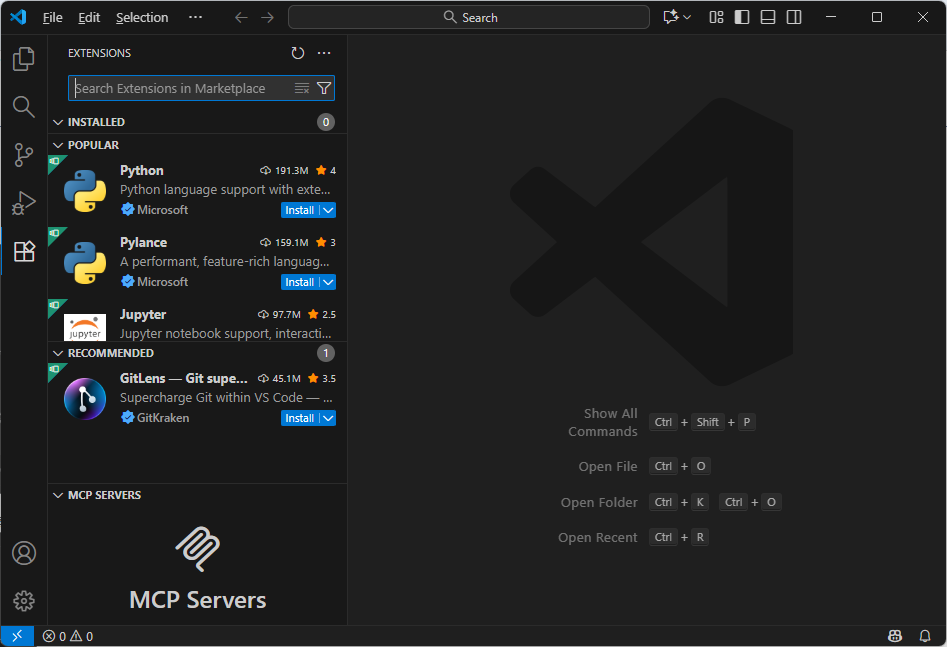 File Edit Selection ··· Search
EXTENSIONS ···
Search Extensions in Marketplace
INSTALLED 0
POPULAR
Python 191.3M 4
Python language support with exte...
Microsoft Install
Pylance 159.1M 3
A performant, feature-rich languag...
Microsoft Install
Jupyter 97.7M 2.5
jupyter
Jupyter notebook support, interacti...
RECOMMENDED 1
GitLens — Git supe... 45.1M 3.5
Supercharge Git within VS Code — ...
GitKraken Install
MCP SERVERS
MCP Servers
Show All
Commands Ctrl + Shift + P
Open File Ctrl + O
Open Folder Ctrl + K Ctrl + O
Open Recent Ctrl + R
0 0